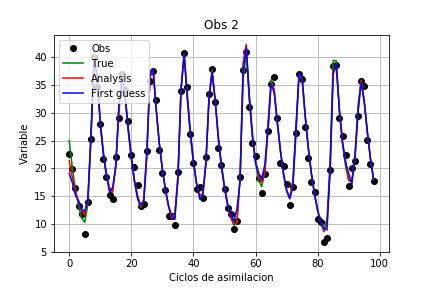 Obs 2
Obs
True
Analysis
First guess
Variable
40
35
30
25
20
15
10
5
0 20 40 60 80 100
Ciclos de asimilacion